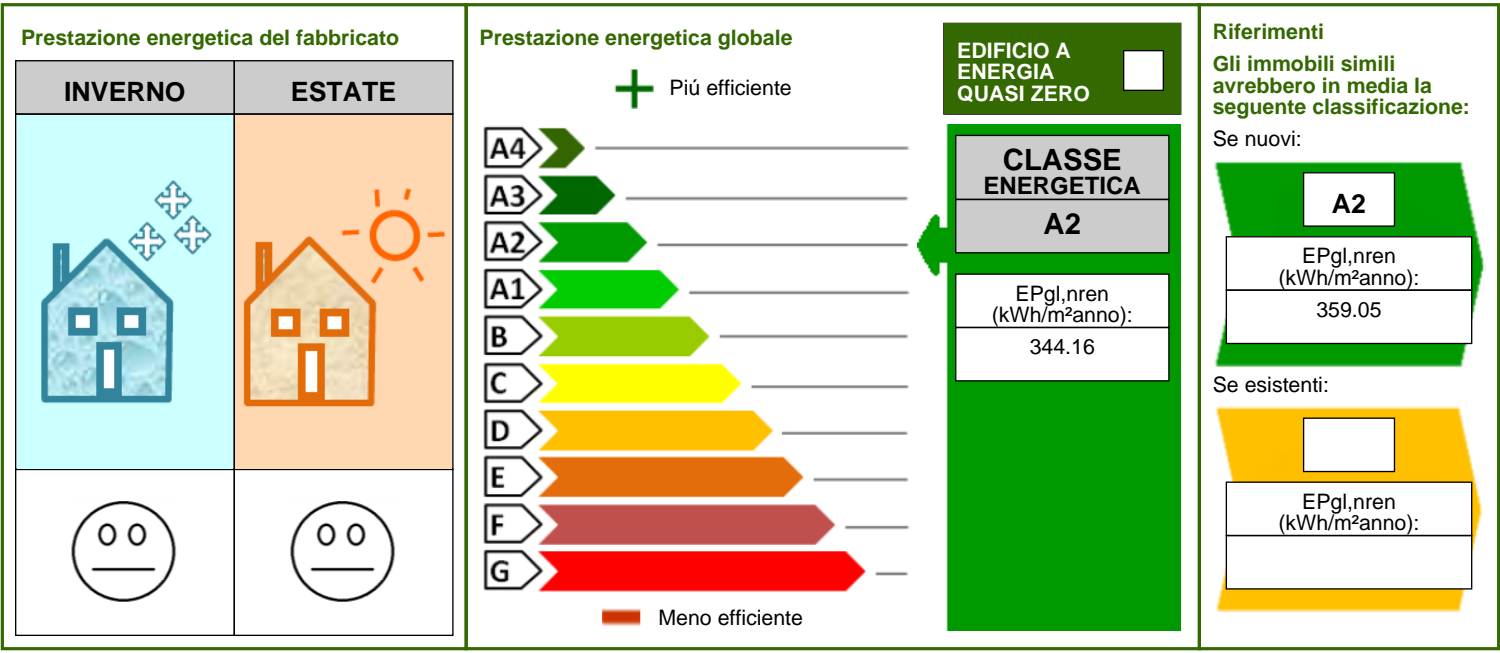 Prestazione energetica del fabbricato
INVERNO
ESTATE
Prestazione energetica globale
Piú efficiente
A4
A3
A2
A1
B
C
D
E
F
G
Meno efficiente
EDIFICIO A
ENERGIA
QUASI ZERO
CLASSE
ENERGETICA
A2
EPgl,nren
(kWh/m²anno):
344.16
Riferimenti
Gli immobili simili
avrebbero in media la
seguente classificazione:
Se nuovi:
A2
EPgl,nren
(kWh/m²anno):
359.05
Se esistenti:
EPgl,nren
(kWh/m²anno):